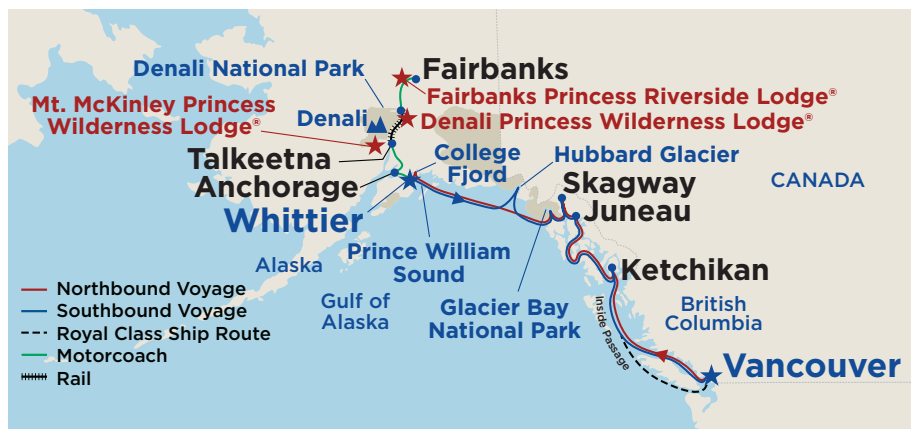 Denali National Park
Fairbanks
Mt. McKinley Princess
Wilderness Lodge®
Fairbanks Princess Riverside Lodge®
Denali
Denali Princess Wilderness Lodge®
Talkeetna
College
Fjord
Hubbard Glacier
Anchorage
Skagway
CANADA
Whittier
Juneau
Prince William
Sound
Alaska
Ketchikan
Northbound Voyage
Southbound Voyage
Royal Class Ship Route
Motorcoach
Rail
Gulf of
Alaska
Glacier Bay
National Park
Inside Passage
British
Columbia
Vancouver